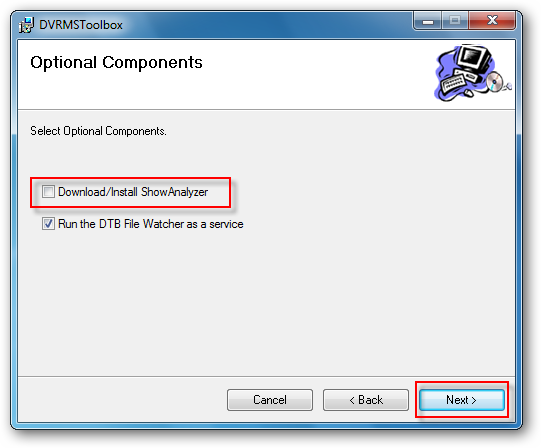 DVRMSToolbox
Optional Components
Select Optional Components.
Download/Install ShowAnalyzer
Run the DTB File Watcher as a service
Cancel
< Back
Next >